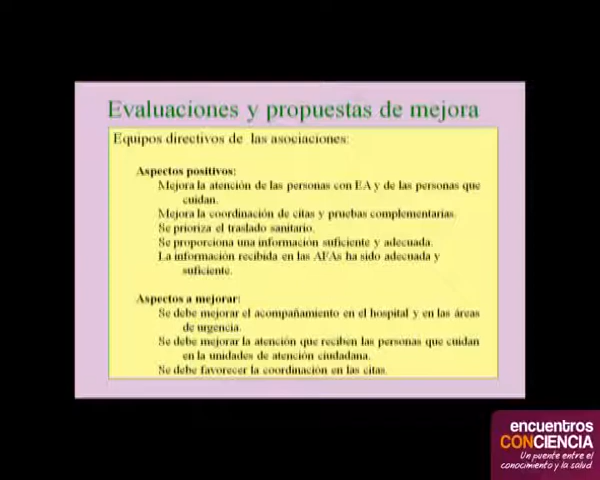 Evaluaciones y propuestas de mejora
Equipos directivos de las asociaciones:
Aspectos positivos:
Mejora la atención de las personas con EA y de las personas que
cuidan.
Mejora la coordinación de citas y pruebas complementarias.
Se prioriza el traslado sanitario.
Se proporciona una información suficiente y adecuada.
La información recibida en las AFAs ha sido adecuada y
suficiente.
Aspectos a mejorar:
Se debe mejorar el acompañamiento en el hospital y en las áreas
de urgencia.
Se debe mejorar la atención que reciben las personas que cuidan
en la unidades de atención ciudadana.
Se debe favorecer la coordinación en las citas.
encuentros
CONCIENCIA
Un puente entre el
conocimiento y la salud